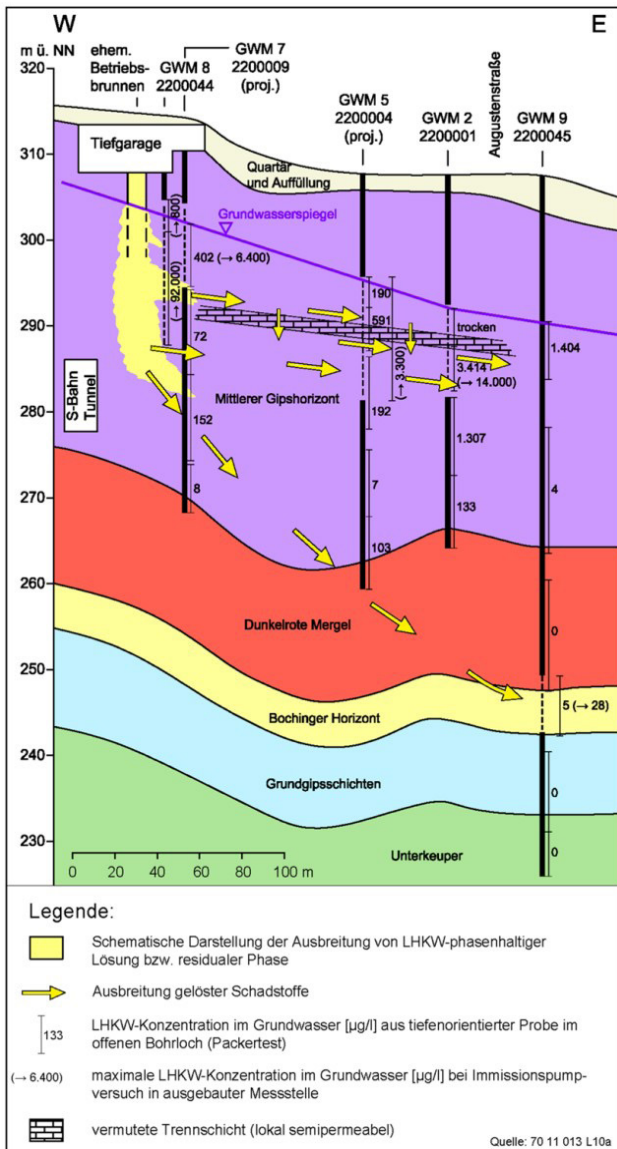 W
E
m ü. NN
ehem.
Betriebs-
brunnen
GWM 8
2200044
GWM 7
2200009
(proj.)
GWM 5
2200004
(proj.)
GWM 2
2200001
Augustenstraße
GWM 9
2200045
320
310
300
290
280
270
260
250
240
230
Tiefgarage
Quartär
und Auffüllung
Grundwasserspiegel
(→ 800)
(→ 92.000)
402 (→ 6.400)
72
152
8
190
591
(→ 3.300)
192
7
103
trocken
3.414
(→ 14.000)
1.307
133
1.404
4
0
5 (→ 28)
0
0
S-Bahn
Tunnel
Mittlerer Gipshorizont
Dunkelrote Mergel
Bochinger Horizont
Grundgipsschichten
Unterkeuper
0 20 40 60 80 100 m
Legende:
Schematische Darstellung der Ausbreitung von LHKW-phasenhaltiger
Lösung bzw. residualer Phase
Ausbreitung gelöster Schadstoffe
133
LHKW-Konzentration im Grundwasser [µg/l] aus tiefenorientierter Probe im
offenen Bohrloch (Packertest)
(→ 6.400)
maximale LHKW-Konzentration im Grundwasser [µg/l] bei Immissionspump-
versuch in ausgebauter Messstelle
vermutete Trennschicht (lokal semipermeabel)
Quelle: 70 11 013 L10a